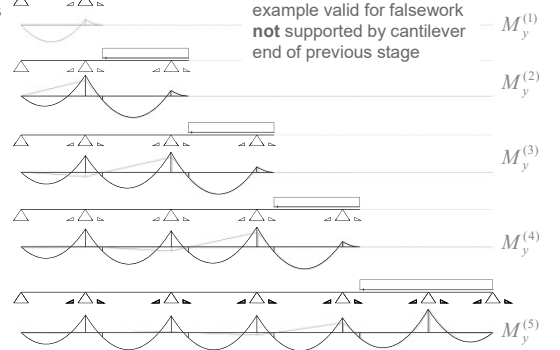 example valid for falsework
not supported by cantilever
end of previous stage
M_y^{(1)}
M_y^{(2)}
M_y^{(3)}
M_y^{(4)}
M_y^{(5)}